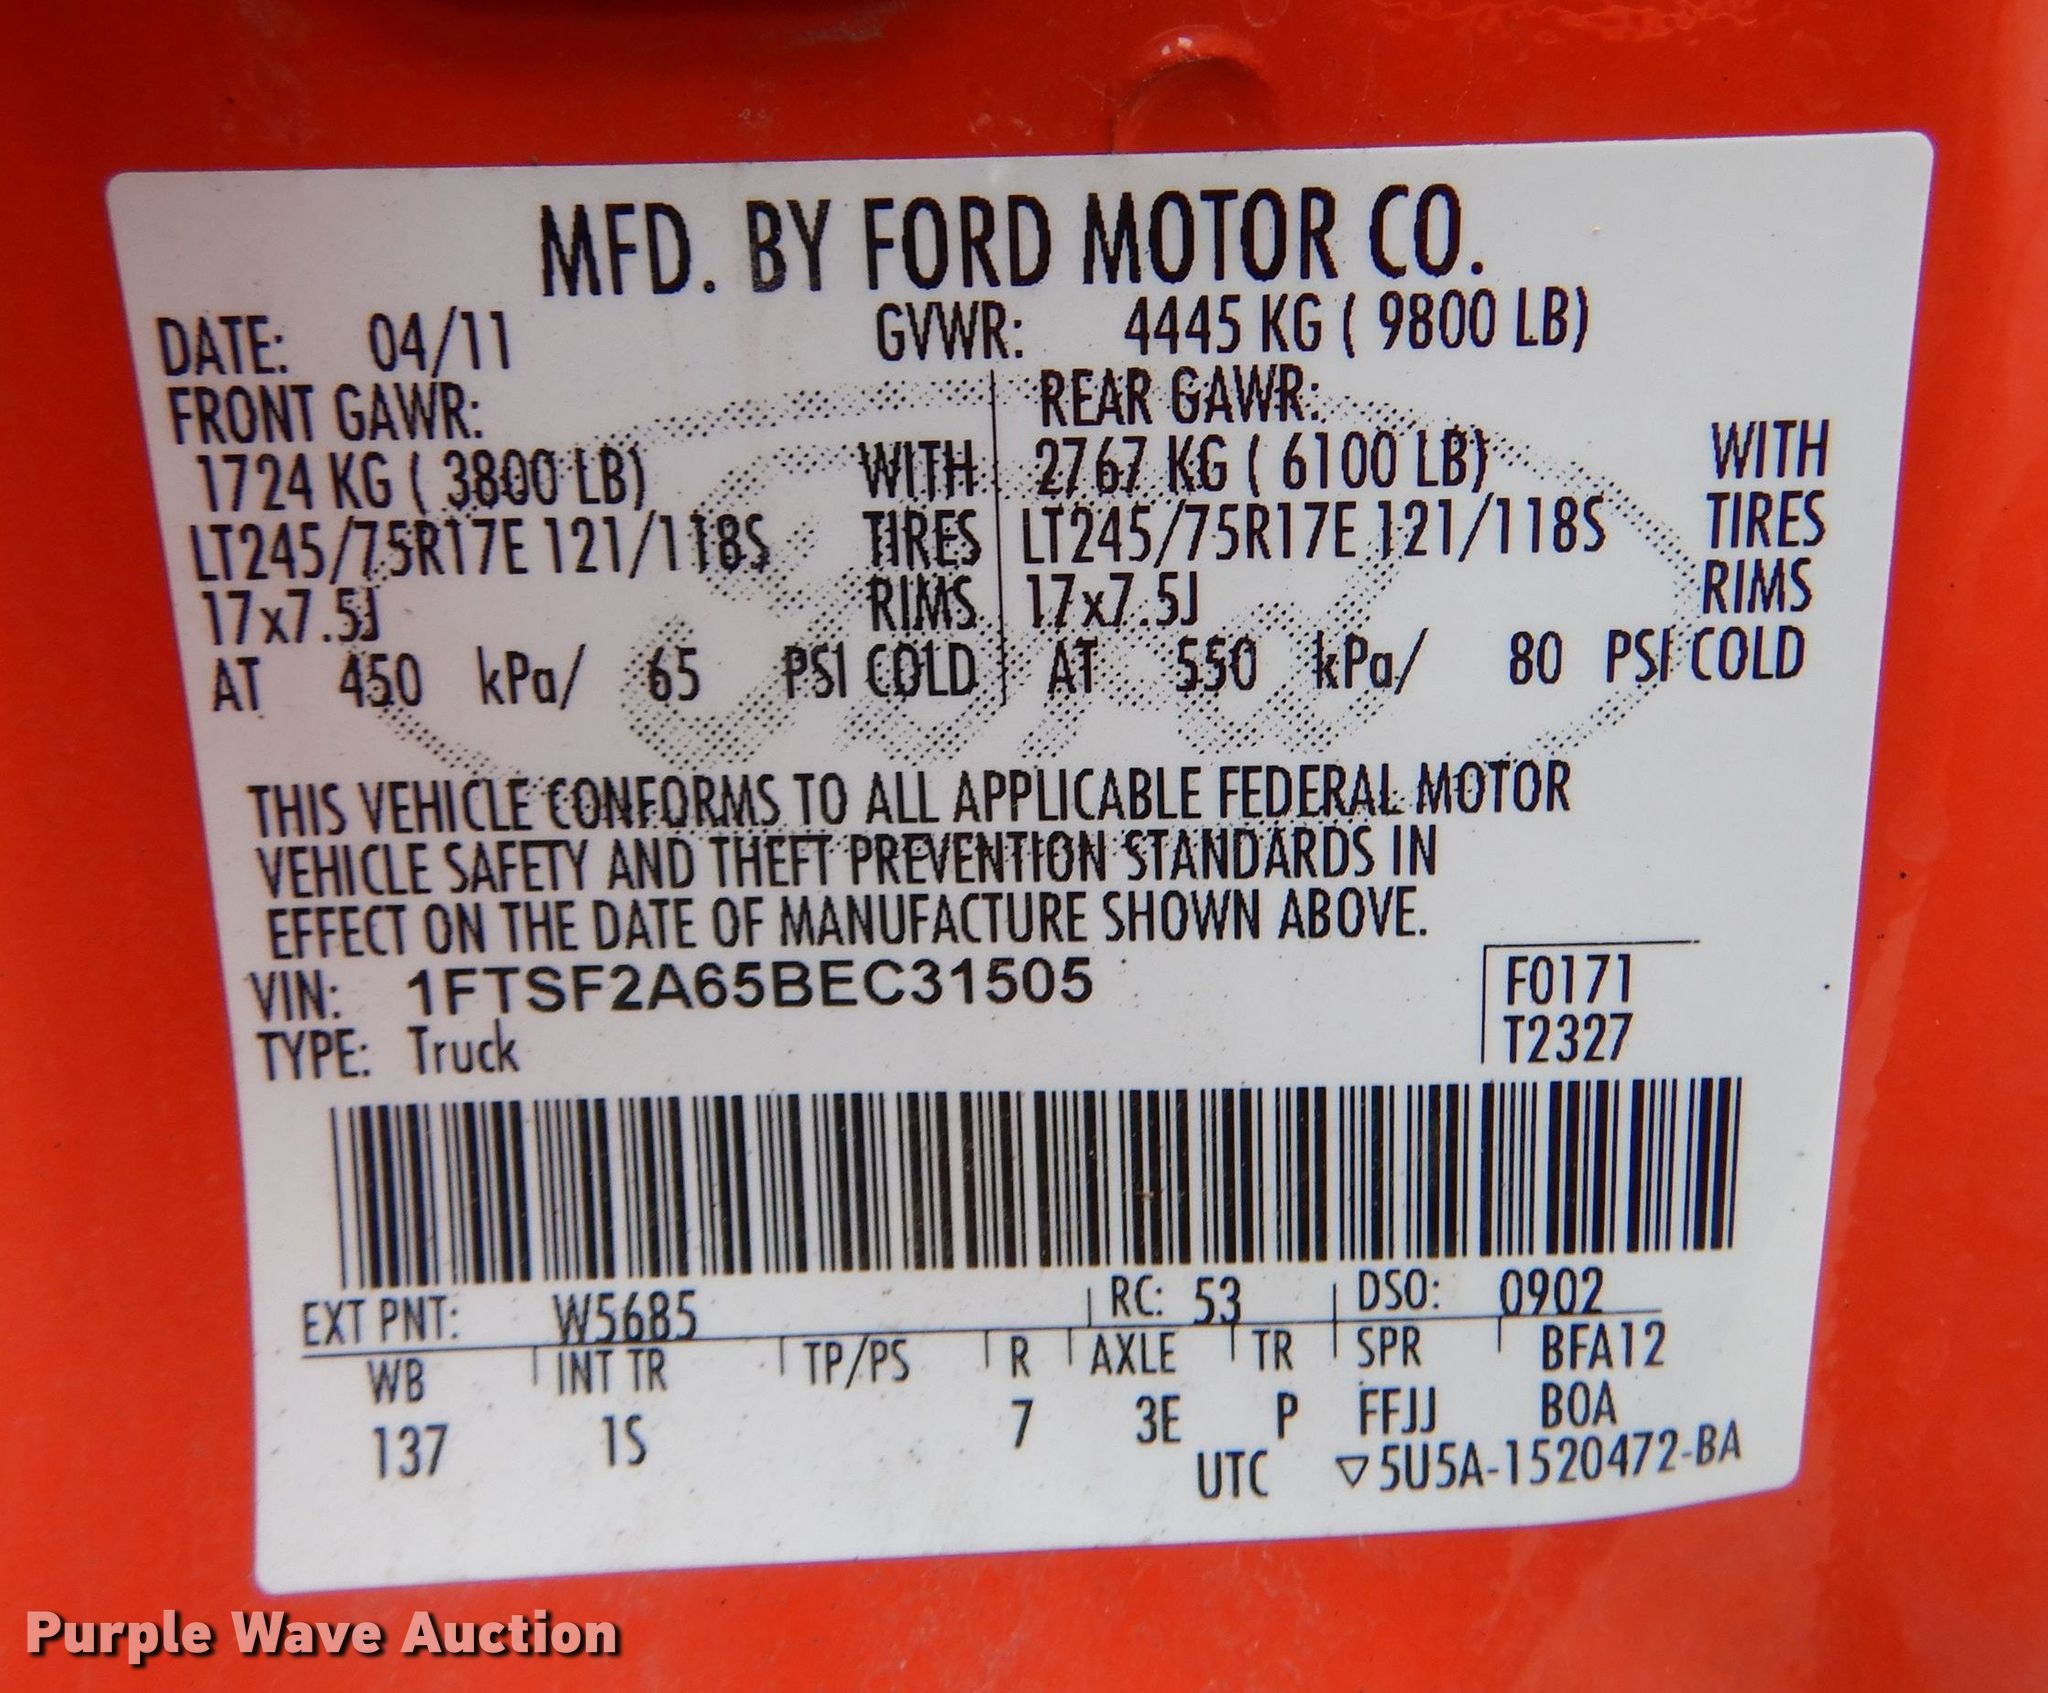 MFD. BY FORD MOTOR CO.
DATE: 04/11 GVWR: 4445 KG ( 9800 LB)
FRONT GAWR: REAR GAWR:
1724 KG ( 3800 LB) WITH 2767 KG ( 6100 LB) WITH
LT245/75R17E 121/118S TIRES LT245/75R17E 121/118S TIRES
17x7.5J RIMS 17x7.5J RIMS
AT 450 kPa/ 65 PSI COLD AT 550 kPa/ 80 PSI COLD
THIS VEHICLE CONFORMS TO ALL APPLICABLE FEDERAL MOTOR
VEHICLE SAFETY AND THEFT PREVENTION STANDARDS IN
EFFECT ON THE DATE OF MANUFACTURE SHOWN ABOVE.
VIN: 1FTSF2A65BEC31505 F0171
TYPE: Truck T2327
EXT PNT: W5685 RC: 53 DSO: 0902
WB INT TR TP/PS R AXLE TR SPR BFA12
137 1S 7 3E P FFJJ BOA
UTC ▽5U5A-1520472-BA
Purple Wave Auction